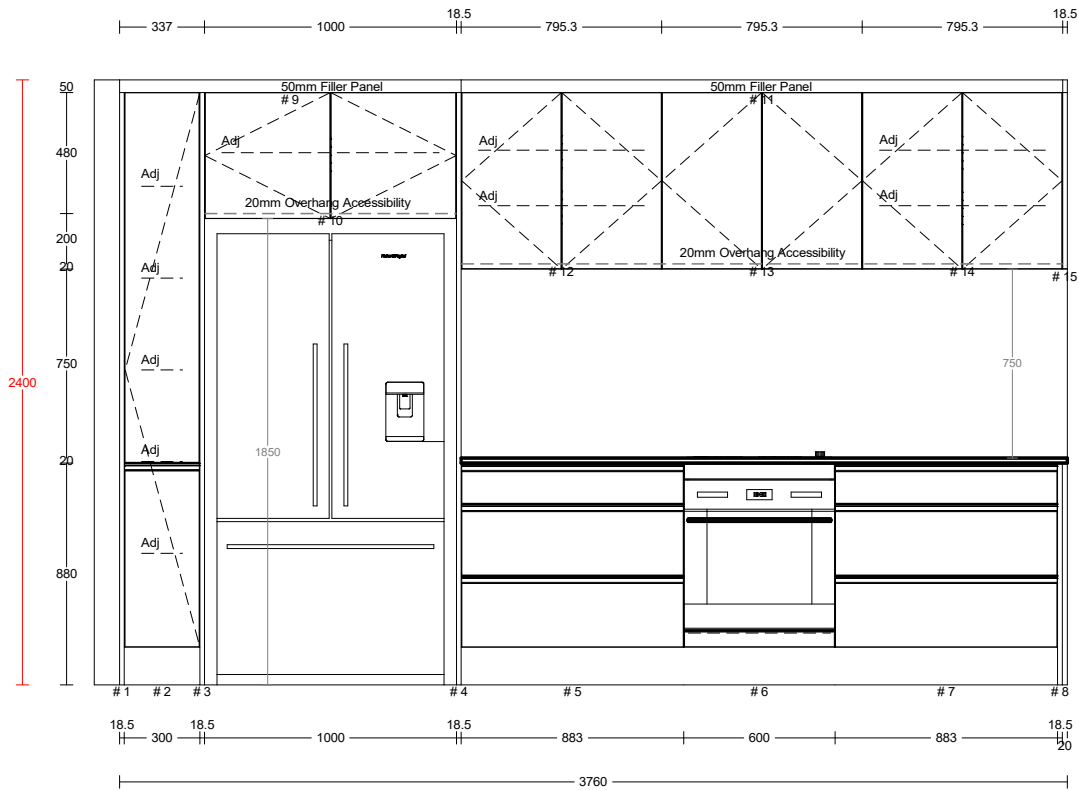 18.5 18.5
337 1000 795.3 795.3 795.3
50 50mm Filler Panel 50mm Filler Panel
# 9 # 11
Adj Adj Adj
480
Adj
Adj Adj
20mm Overhang Accessibility
# 10
200
20mm Overhang Accessibility
20 Adj # 12 # 13 # 14 # 15
750 Adj 750
2400
Adj 1850
20
Adj
880
# 1 # 2 # 3 # 4 # 5 # 6 # 7 # 8
18.5 18.5 18.5 18.5
300 1000 883 600 883 20
3760